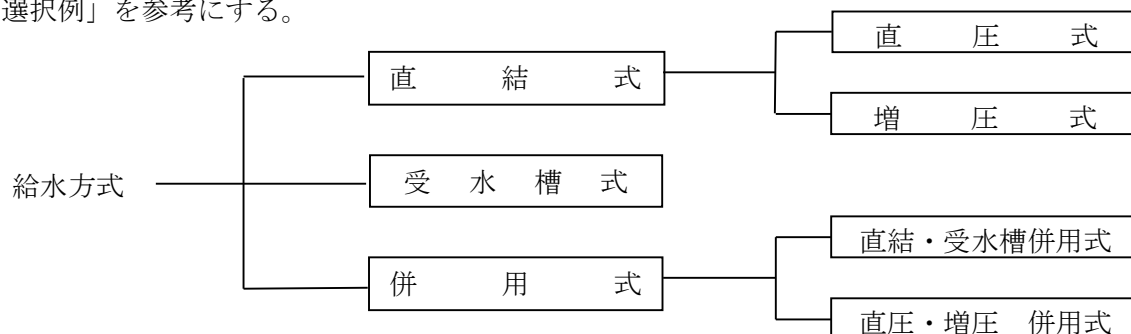 選択例」を参考にする。
直圧式
直結式
増圧式
給水方式
受水槽式
直結・受水槽併用式
併用式
直圧・増圧 併用式